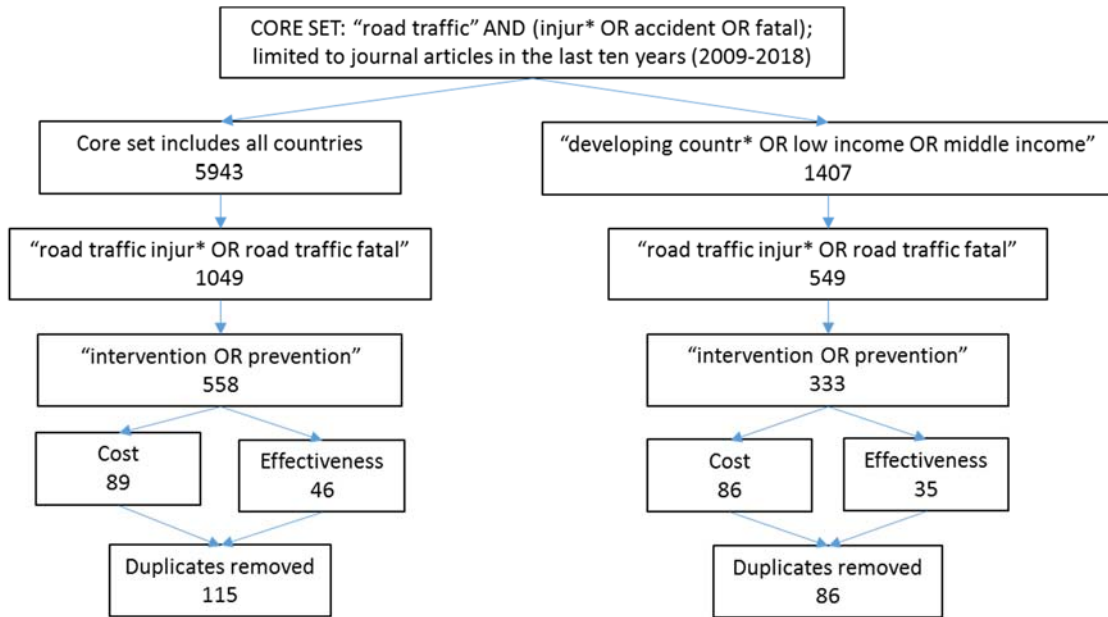 CORE SET: “road traffic” AND (injur* OR accident OR fatal);
limited to journal articles in the last ten years (2009-2018)
Core set includes all countries
5943
“developing countr* OR low income OR middle income”
1407
“road traffic injur* OR road traffic fatal”
1049
“road traffic injur* OR road traffic fatal”
549
“intervention OR prevention”
558
“intervention OR prevention”
333
Cost
89
Effectiveness
46
Cost
86
Effectiveness
35
Duplicates removed
115
Duplicates removed
86